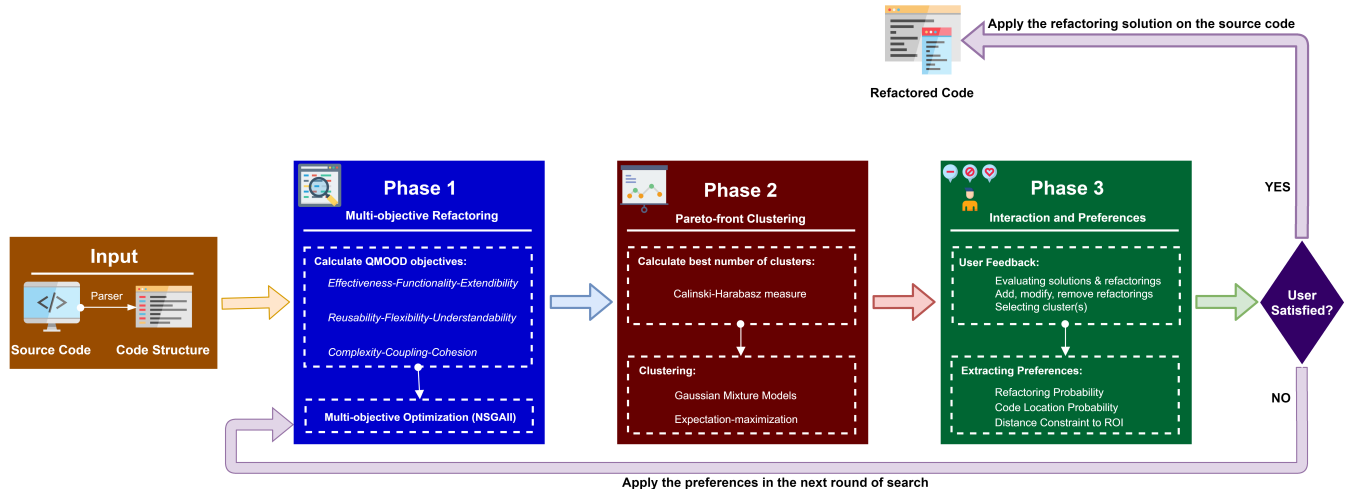 Apply the refactoring solution on the source code
Refactored Code
Input
Parser
Source Code
Code Structure
Phase 1
Multi-objective Refactoring
Calculate QMOOD objectives:
Effectiveness-Functionality-Extendibility
Reusability-Flexibility-Understandability
Complexity-Coupling-Cohesion
Multi-objective Optimization (NSGAII)
Phase 2
Pareto-front Clustering
Calculate best number of clusters:
Calinski-Harabasz measure
Clustering:
Gaussian Mixture Models
Expectation-maximization
Phase 3
Interaction and Preferences
User Feedback:
Evaluating solutions & refactorings
Add, modify, remove refactorings
Selecting cluster(s)
Extracting Preferences:
Refactoring Probability
Code Location Probability
Distance Constraint to ROI
YES
User
Satisfied?
NO
Apply the preferences in the next round of search